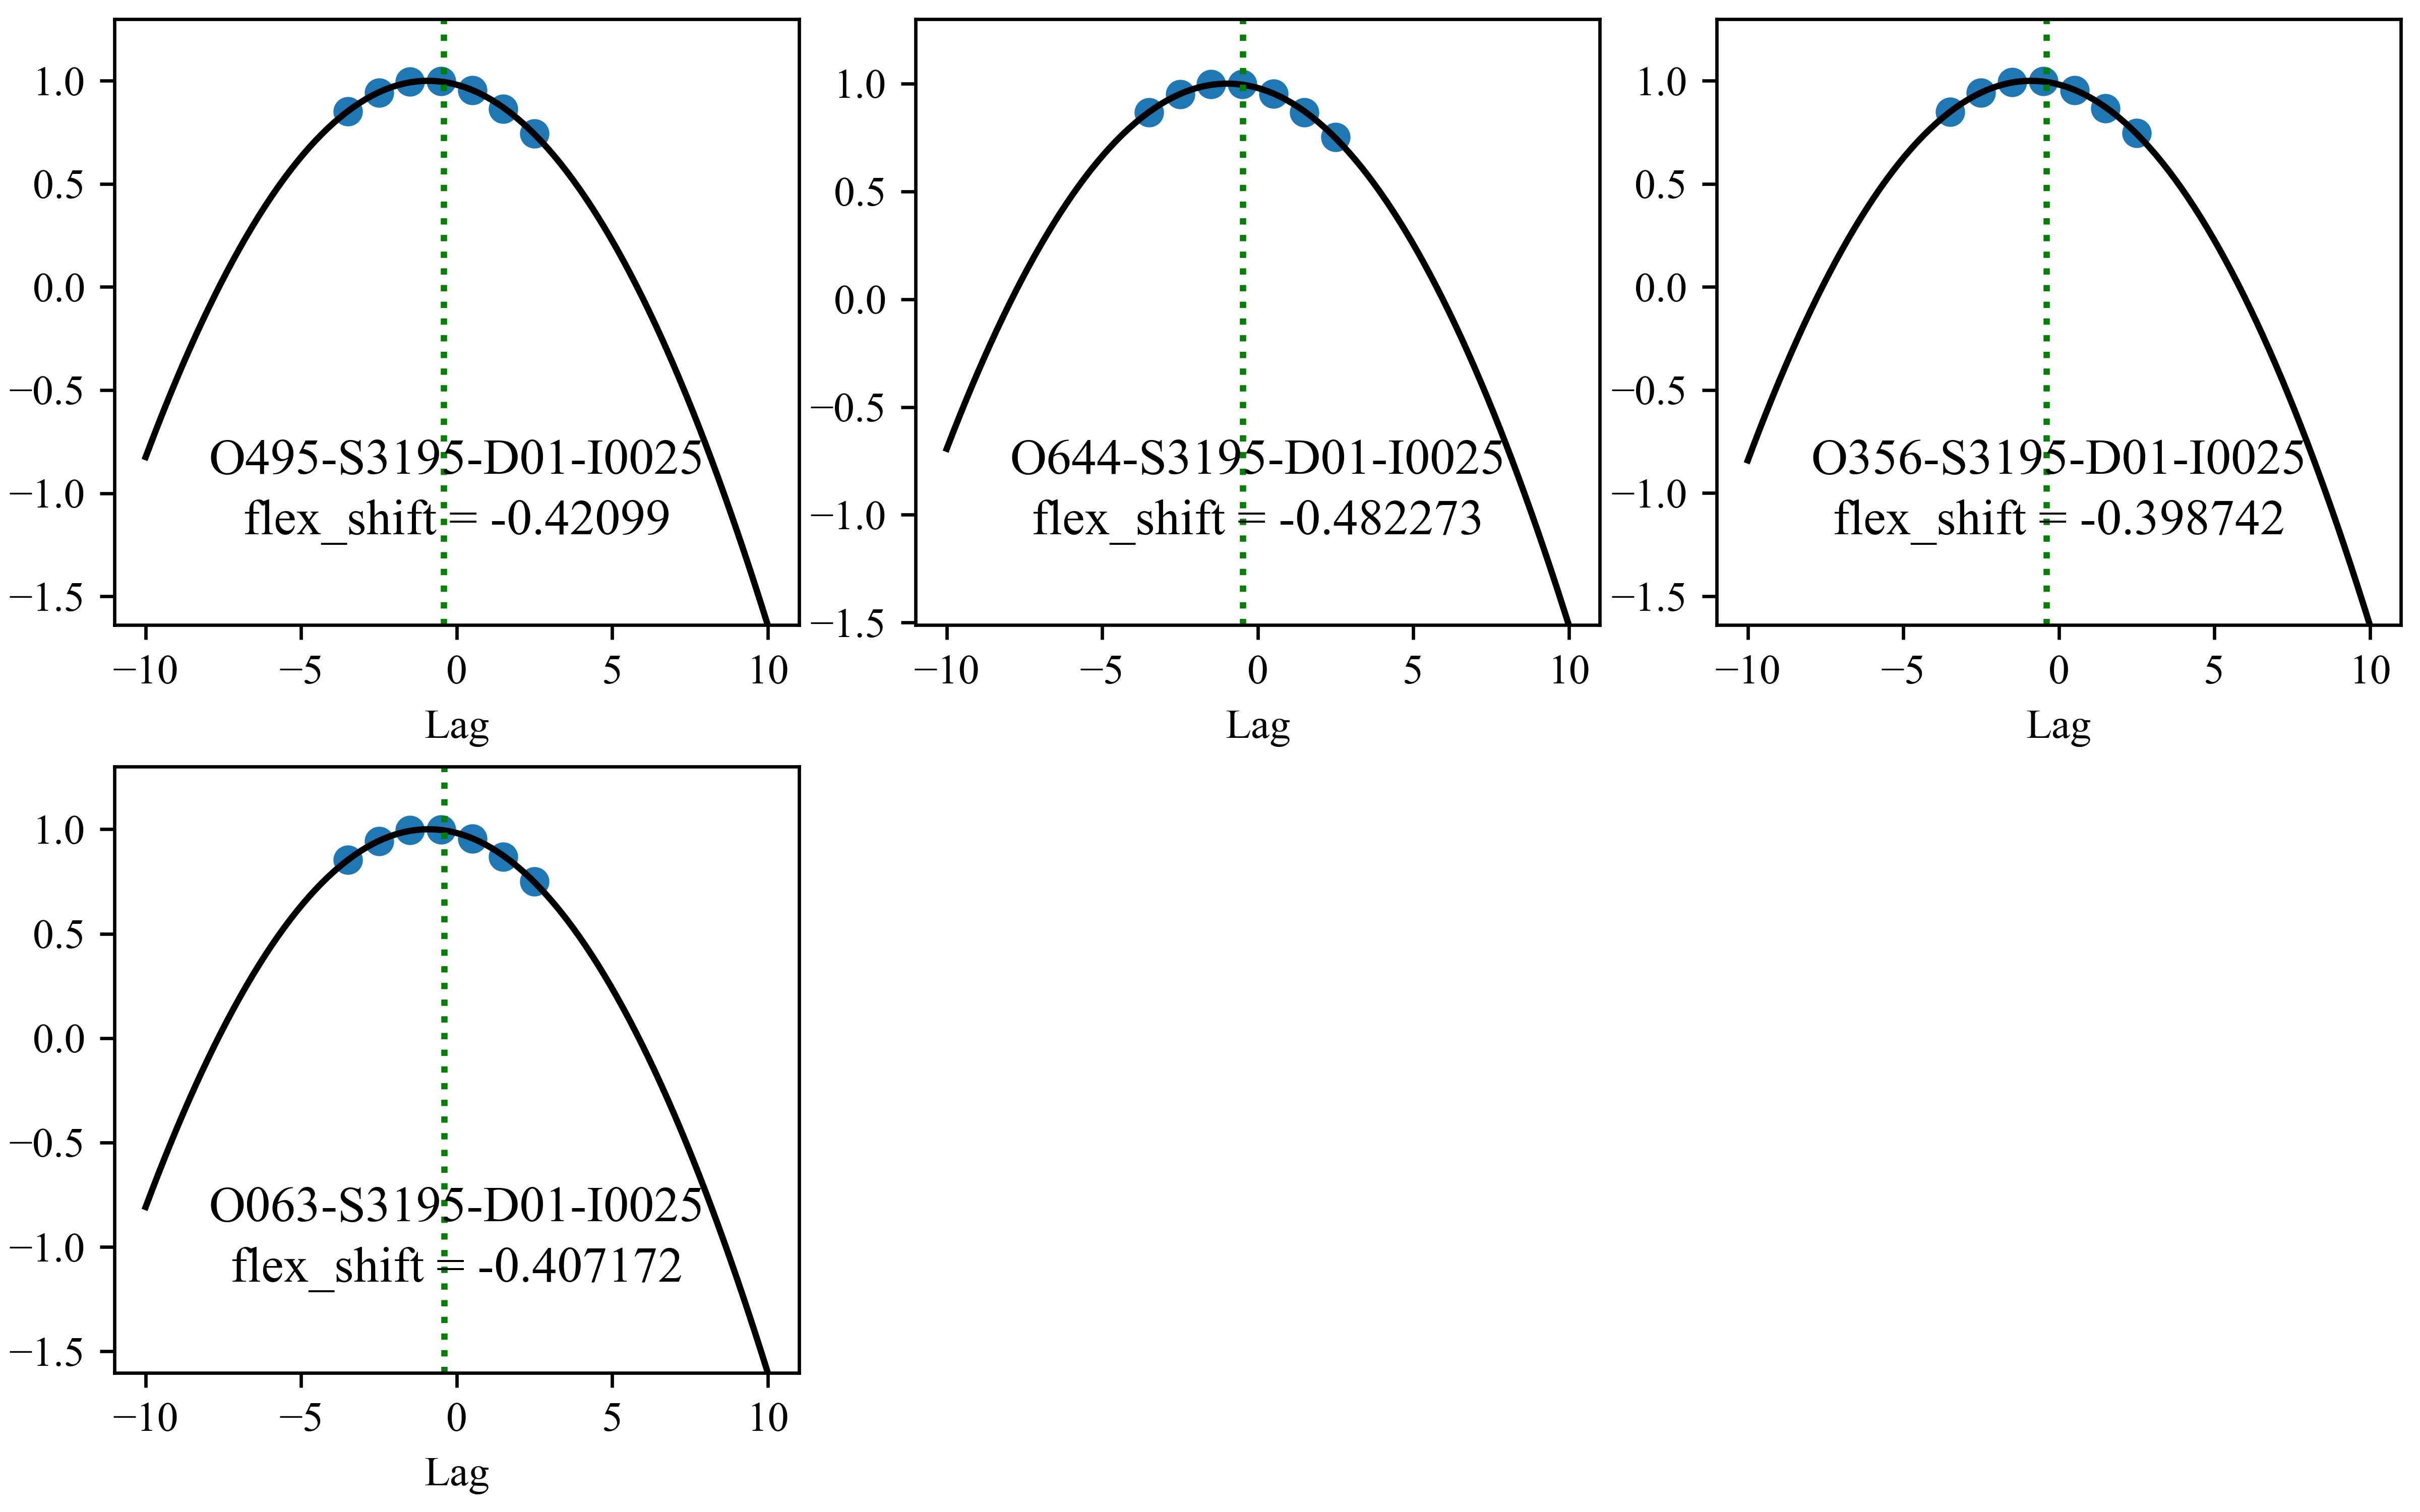 1.0
0.5
0.0
−0.5
−1.0
−1.5
O495-S3195-D01-I0025
flex_shift = -0.42099
−10 −5 0 5 10
Lag
1.0
0.5
0.0
−0.5
−1.0
−1.5
O644-S3195-D01-I0025
flex_shift = -0.482273
−10 −5 0 5 10
Lag
1.0
0.5
0.0
−0.5
−1.0
−1.5
O356-S3195-D01-I0025
flex_shift = -0.398742
−10 −5 0 5 10
Lag
1.0
0.5
0.0
−0.5
−1.0
−1.5
O063-S3195-D01-I0025
flex_shift = -0.407172
−10 −5 0 5 10
Lag